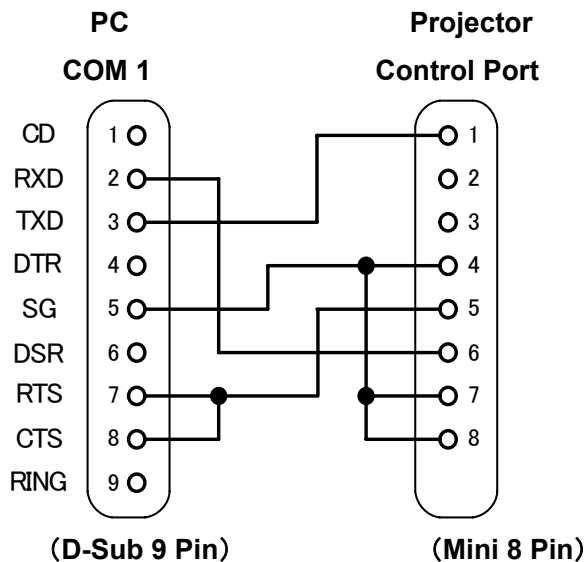 PC Projector
COM 1 Control Port
CD 1 1
RXD 2 2
TXD 3 3
DTR 4 4
SG 5 5
DSR 6 6
RTS 7 7
CTS 8 8
RING 9
(D-Sub 9 Pin) (Mini 8 Pin)